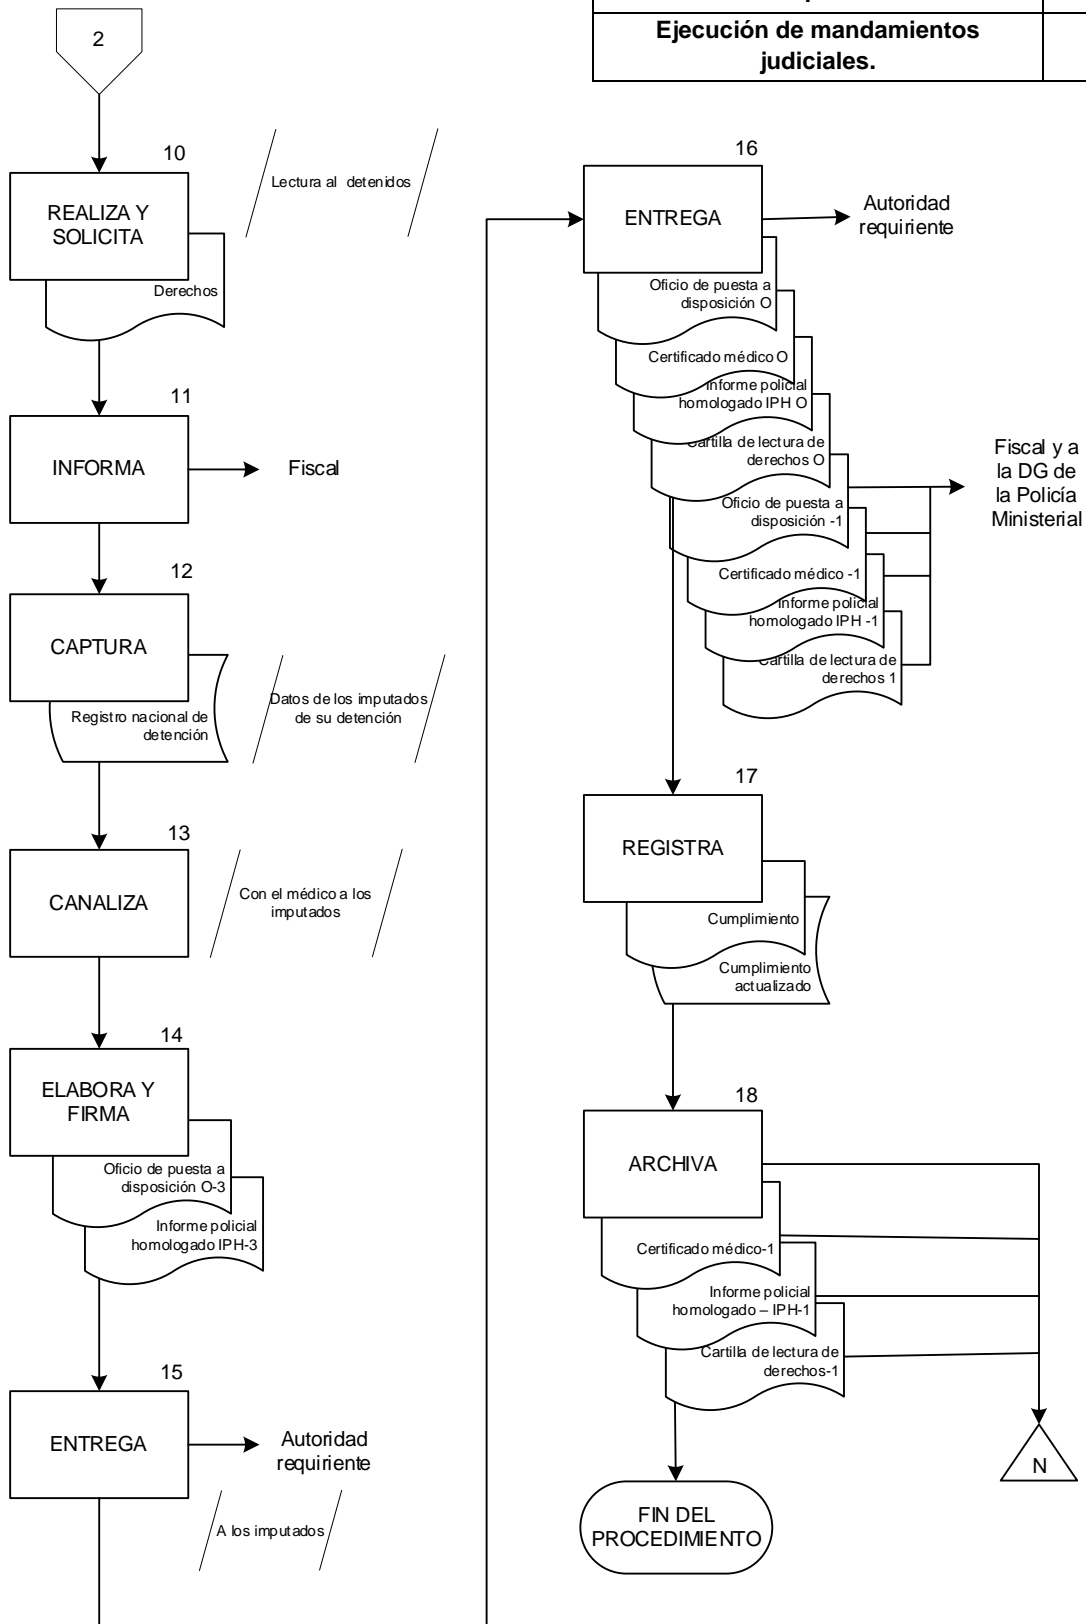 Ejecución de mandamientos
judiciales.
2
10
REALIZA Y
SOLICITA
Lectura al detenidos
Derechos
11
INFORMA
Fiscal
12
CAPTURA
Registro nacional de
detención
Datos de los imputados
de su detención
13
CANALIZA
Con el médico a los
imputados
14
ELABORA Y
FIRMA
Oficio de puesta a
disposición O-3
Informe policial
homologado IPH-3
15
ENTREGA
Autoridad
requiriente
A los imputados
16
ENTREGA
Autoridad
requiriente
Oficio de puesta a
disposición O
Certificado médico O
Informe policial
homologado IPH O
Cartilla de lectura de
derechos O
Oficio de puesta a
disposición -1
Certificado médico -1
Informe policial
homologado IPH -1
Cartilla de lectura de
derechos 1
Fiscal y a
la DG de
la Policía
Ministerial
17
REGISTRA
Cumplimiento
Cumplimiento
actualizado
18
ARCHIVA
Certificado médico-1
Informe policial
homologado – IPH-1
Cartilla de lectura de
derechos-1
N
FIN DEL
PROCEDIMIENTO